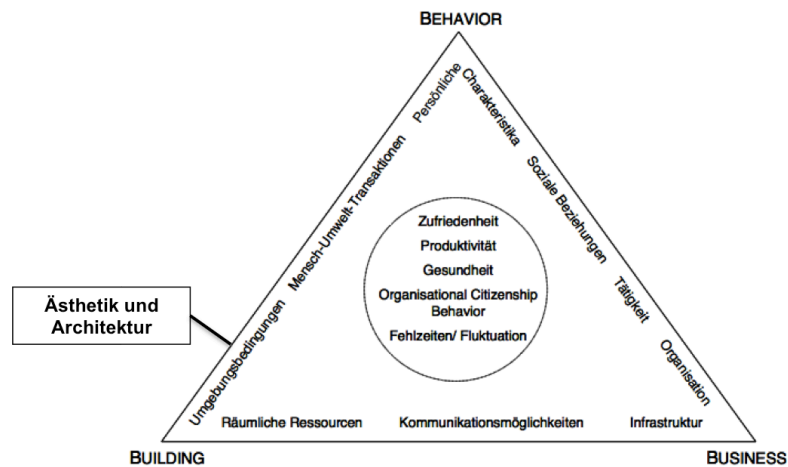 BEHAVIOR
Persönliche
Charakteristika
Mensch-Umwelt-Transaktionen
Soziale Beziehungen
Zufriedenheit
Produktivität
Gesundheit
Organisational Citizenship
Behavior
Fehlzeiten/ Fluktuation
Ästhetik und
Architektur
Umgebungsbedingungen
Tätigkeit
Organisation
Räumliche Ressourcen
Kommunikationsmöglichkeiten
Infrastruktur
BUILDING
BUSINESS